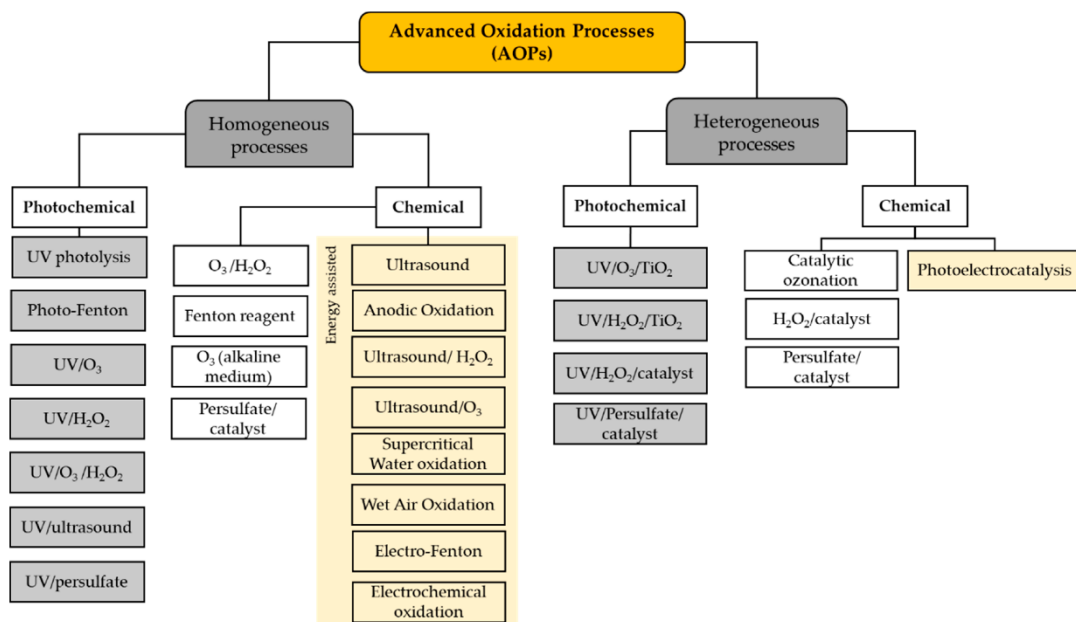 Advanced Oxidation Processes
(AOPs)
Homogeneous
processes
Heterogeneous
processes
Photochemical
Chemical
Photochemical
Chemical
UV photolysis
Photo-Fenton
UV/O₃
UV/H₂O₂
UV/O₃ /H₂O₂
UV/ultrasound
UV/persulfate
O₃ /H₂O₂
Fenton reagent
O₃ (alkaline
medium)
Persulfate/
catalyst
Energy assisted
Ultrasound
Anodic Oxidation
Ultrasound/ H₂O₂
Ultrasound/O₃
Supercritical
Water oxidation
Wet Air Oxidation
Electro-Fenton
Electrochemical
oxidation
UV/O₃/TiO₂
UV/H₂O₂/TiO₂
UV/H₂O₂/catalyst
UV/Persulfate/
catalyst
Catalytic
ozonation
H₂O₂/catalyst
Persulfate/
catalyst
Photoelectrocatalysis